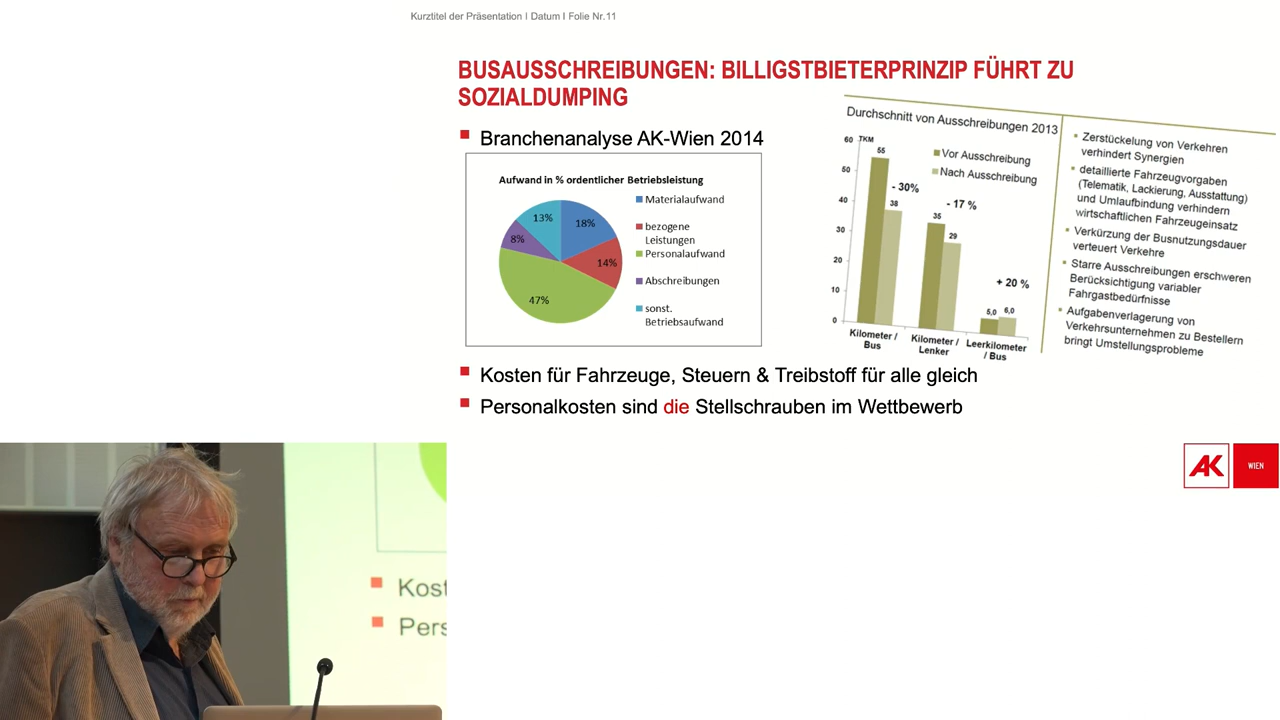 Kurztitel der Präsentation I Datum I Folie Nr.11
BUSAUSSCHREIBUNGEN: BILLIGSTBIETERPRINZIP FÜHRT ZU
SOZIALDUMPING
Branchenanalyse AK-Wien 2014
Aufwand in % ordentlicher Betriebsleistung
13%
18%
8%
14%
47%
Materialaufwand
bezogene
Leistungen
Personalaufwand
Abschreibungen
sonst.
Betriebsaufwand
Durchschnitt von Ausschreibungen 2013
TKM
60
50
40
30
20
10
0
Vor Ausschreibung
Nach Ausschreibung
55
- 30%
38
- 17 %
35
29
+ 20 %
5,0
6,0
Kilometer /
Bus
Kilometer /
Lenker
Leerkilometer
/ Bus
Zerstückelung von Verkehren
verhindert Synergien
detaillierte Fahrzeugvorgaben
(Telematik, Lackierung, Ausstattung)
und Umlaufbindung verhindern
wirtschaftlichen Fahrzeugeinsatz
Verkürzung der Busnutzungsdauer
verteuert Verkehre
Starre Ausschreibungen erschweren
Berücksichtigung variabler
Fahrgastbedürfnisse
Aufgabenverlagerung von
Verkehrsunternehmen zu Bestellern
bringt Umstellungsprobleme
Kosten für Fahrzeuge, Steuern & Treibstoff für alle gleich
Personalkosten sind die Stellschrauben im Wettbewerb
AK
WIEN
Kost
Pers